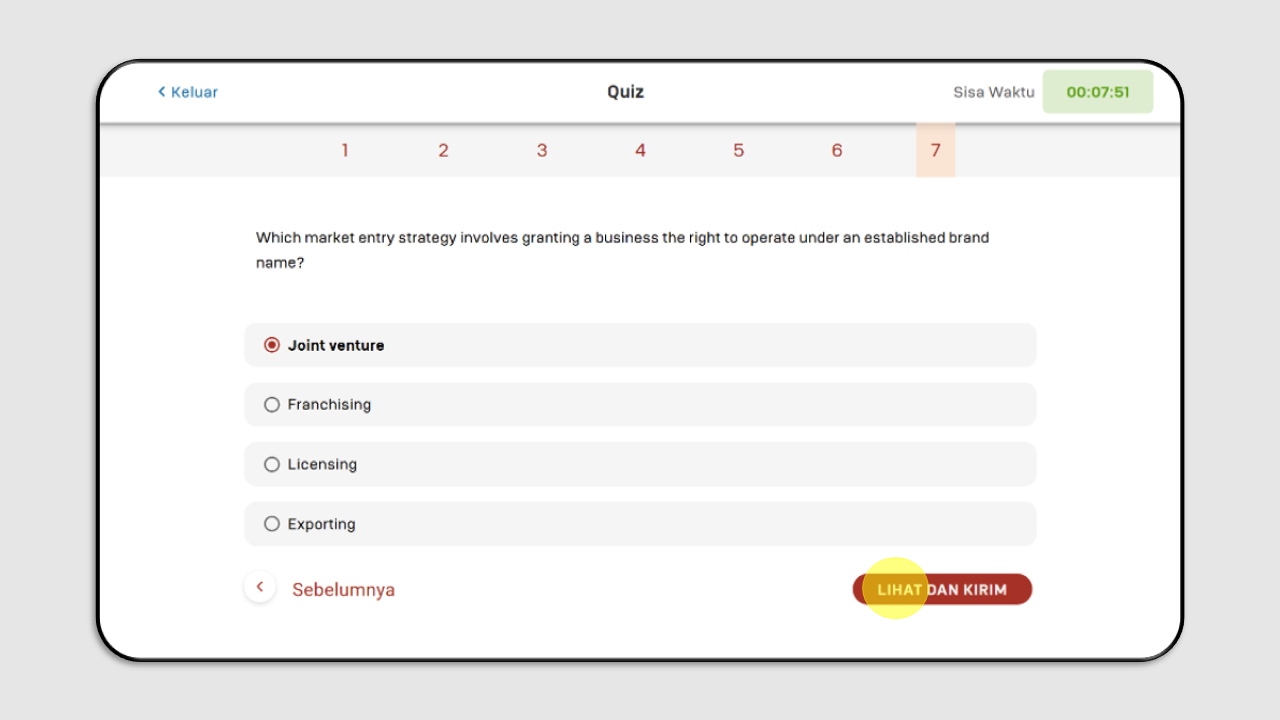 Keluar
Quiz
Sisa Waktu
00:07:51
1 2 3 4 5 6 7
Which market entry strategy involves granting a business the right to operate under an established brand
name?
Joint venture
Franchising
Licensing
Exporting
Sebelumnya
LIHAT DAN KIRIM